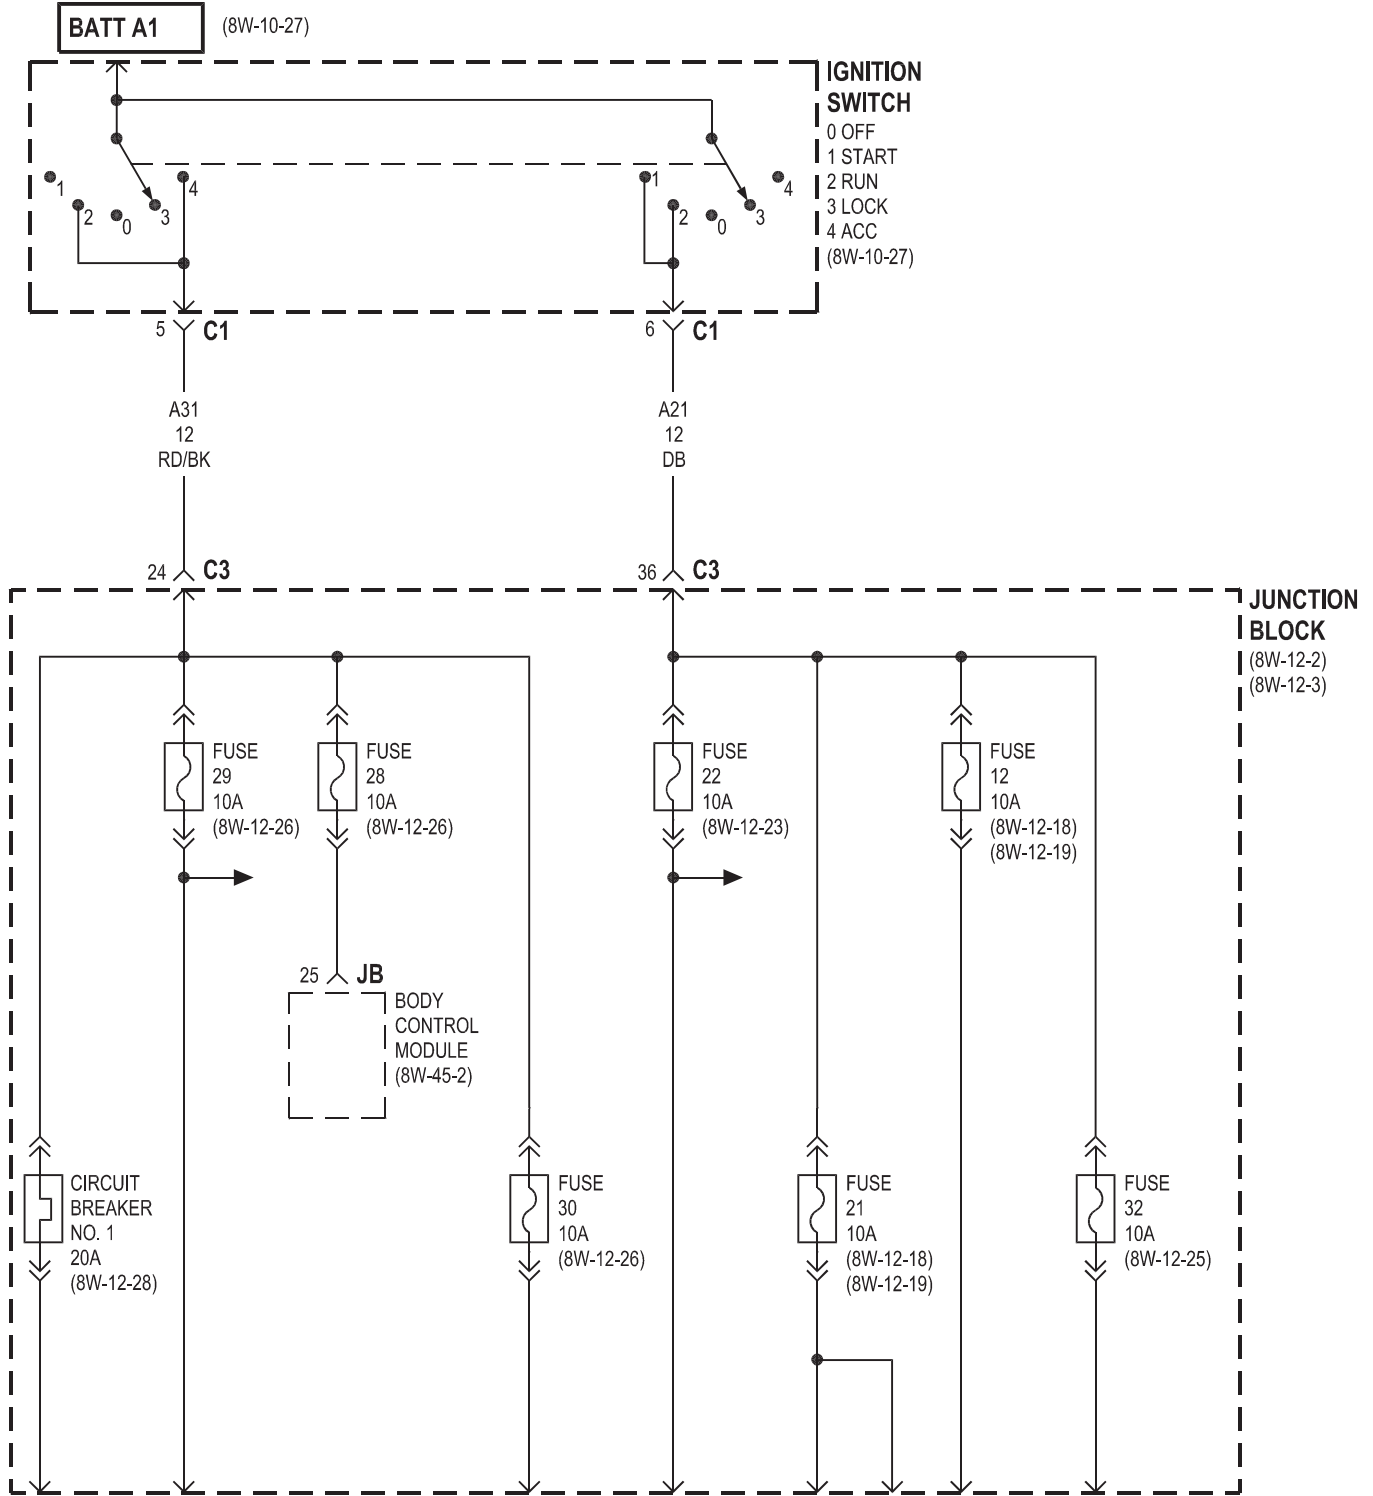 BATT A1
(8W-10-27)
IGNITION
SWITCH
0 OFF
1 START
2 RUN
3 LOCK
4 ACC
(8W-10-27)
1
2
0
3
4
1
2
0
3
4
5
C1
6
C1
A31
12
RD/BK
A21
12
DB
24
C3
36
C3
JUNCTION
BLOCK
(8W-12-2)
(8W-12-3)
FUSE
29
10A
(8W-12-26)
FUSE
28
10A
(8W-12-26)
FUSE
22
10A
(8W-12-23)
FUSE
12
10A
(8W-12-18)
(8W-12-19)
25
JB
BODY
CONTROL
MODULE
(8W-45-2)
CIRCUIT
BREAKER
NO. 1
20A
(8W-12-28)
FUSE
30
10A
(8W-12-26)
FUSE
21
10A
(8W-12-18)
(8W-12-19)
FUSE
32
10A
(8W-12-25)